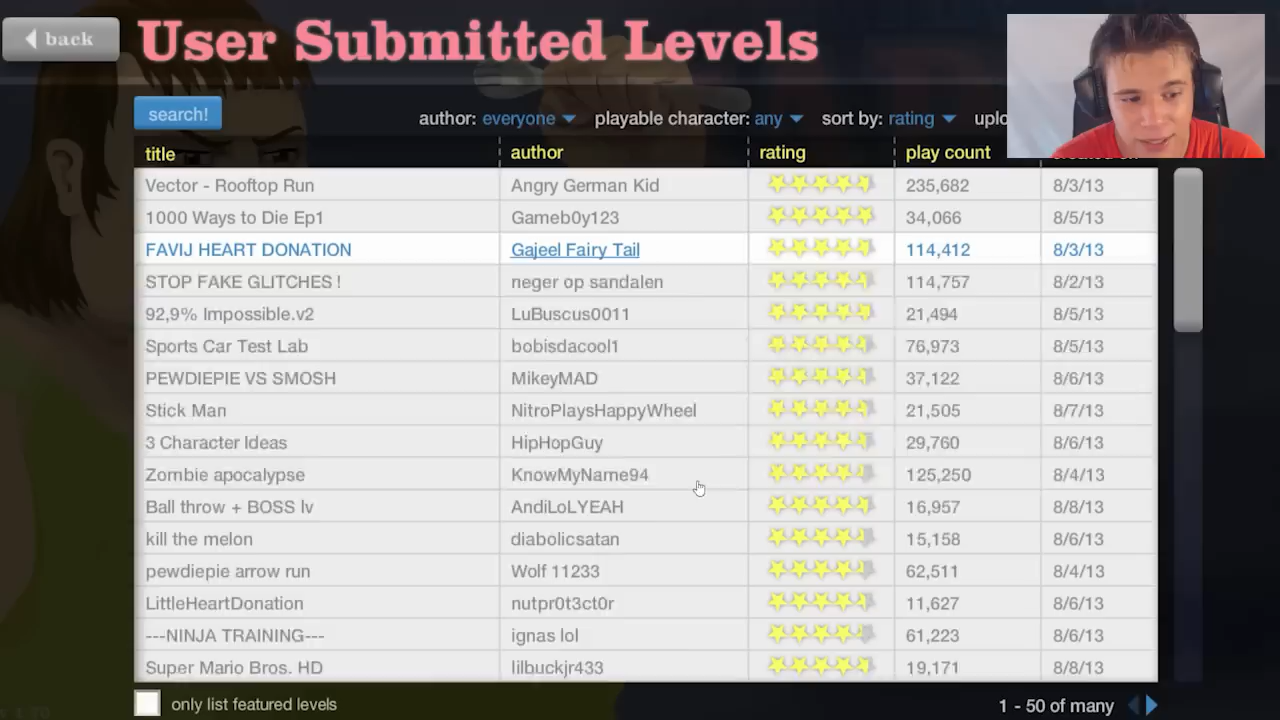 back
User Submitted Levels
search!
author: everyone playable character: any sort by: rating uplo
title author rating play count
Vector - Rooftop Run Angry German Kid 235,682 8/3/13
1000 Ways to Die Ep1 Gameb0y123 34,066 8/5/13
FAVIJ HEART DONATION Gajeel Fairy Tail 114,412 8/3/13
STOP FAKE GLITCHES ! neger op sandalen 114,757 8/2/13
92,9% Impossible.v2 LuBuscus0011 21,494 8/5/13
Sports Car Test Lab bobisdacool1 76,973 8/5/13
PEWDIEPIE VS SMOSH MikeyMAD 37,122 8/6/13
Stick Man NitroPlaysHappyWheel 21,505 8/7/13
3 Character Ideas HipHopGuy 29,760 8/6/13
Zombie apocalypse KnowMyName94 125,250 8/4/13
Ball throw + BOSS lv AndiLoLYEAH 16,957 8/8/13
kill the melon diabolicsatan 15,158 8/6/13
pewdiepie arrow run Wolf 11233 62,511 8/4/13
LittleHeartDonation nutpr0t3ct0r 11,627 8/6/13
---NINJA TRAINING--- ignas lol 61,223 8/6/13
Super Mario Bros. HD lilbuckjr433 19,171 8/8/13
only list featured levels 1 - 50 of many